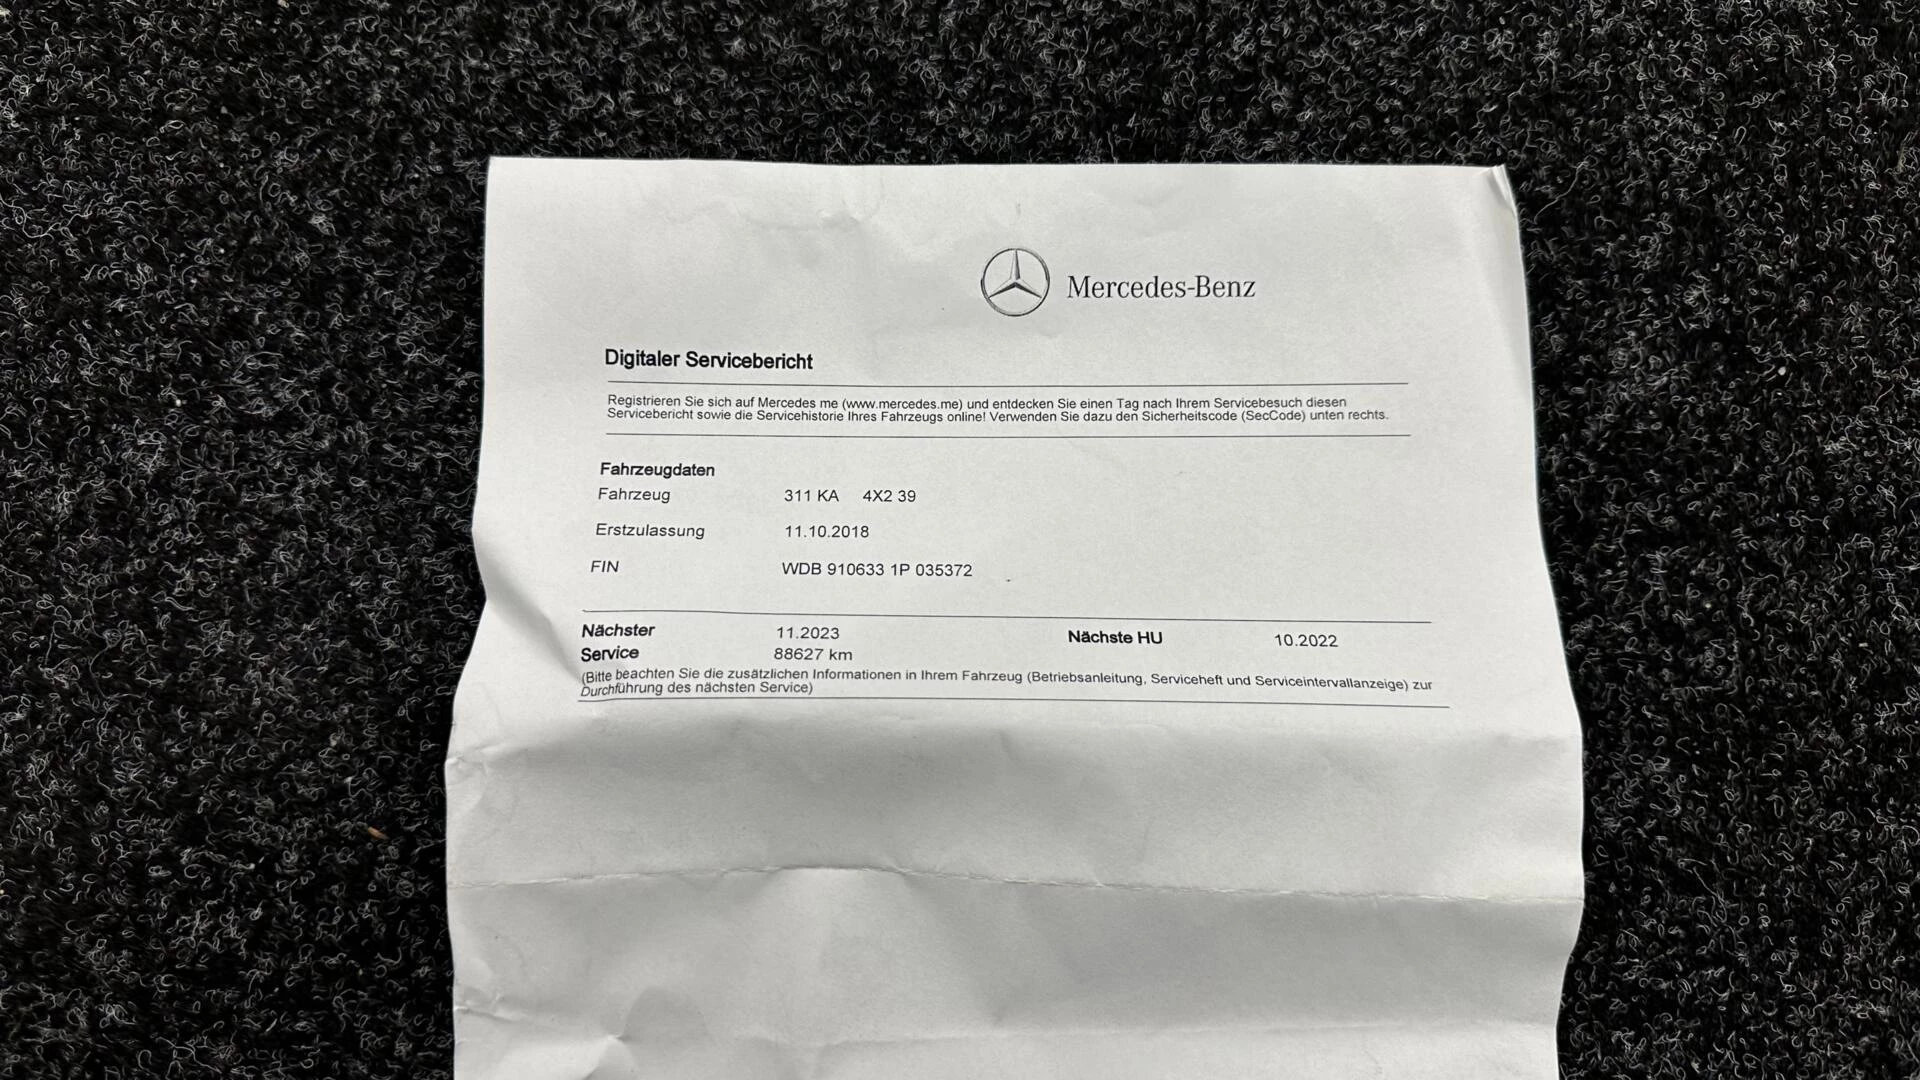 Mercedes-Benz
Digitaler Servicebericht
Registrieren Sie sich auf Mercedes me (www.mercedes.me) und entdecken Sie einen Tag nach Ihrem Servicebesuch diesen
Servicebericht sowie die Servicehistorie Ihres Fahrzeugs online! Verwenden Sie dazu den Sicherheitscode (SecCode) unten rechts.
Fahrzeugdaten
Fahrzeug 311 KA 4X2 39
Erstzulassung 11.10.2018
FIN WDB 910633 1P 035372
Nächster 11.2023 Nächste HU 10.2022
Service 88627 km
(Bitte beachten Sie die zusätzlichen Informationen in Ihrem Fahrzeug (Betriebsanleitung, Serviceheft und Serviceintervallanzeige) zur
Durchführung des nächsten Service)